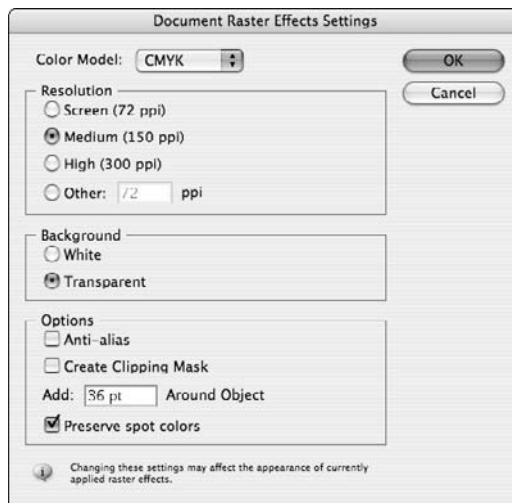 Document Raster Effects Settings
Color Model: CMYK
OK
Cancel
Resolution
Screen (72 ppi)
Medium (150 ppi)
High (300 ppi)
Other: 72 ppi
Background
White
Transparent
Options
Anti-alias
Create Clipping Mask
Add: 36 pt Around Object
Preserve spot colors
Changing these settings may affect the appearance of currently
applied raster effects.